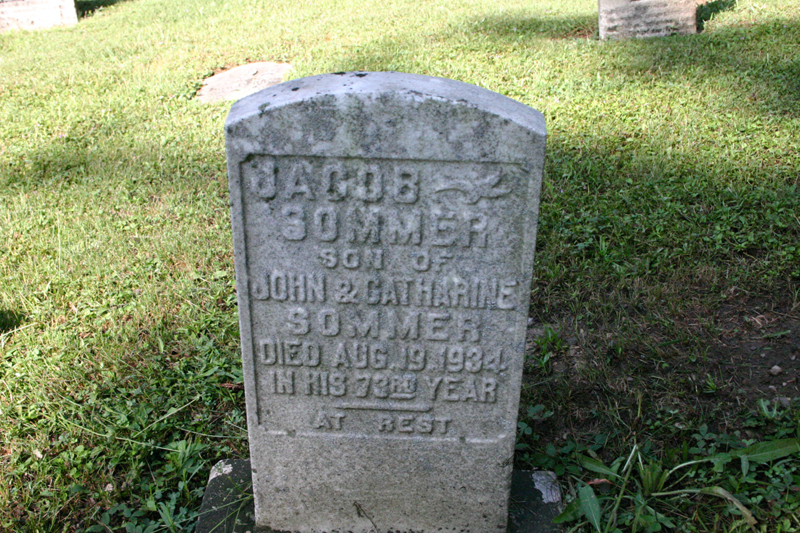 JACOB
SOMMER
SON OF
JOHN & CATHARINE
SOMMER
DIED AUG. 19. 1934.
IN HIS 73RD YEAR
AT REST